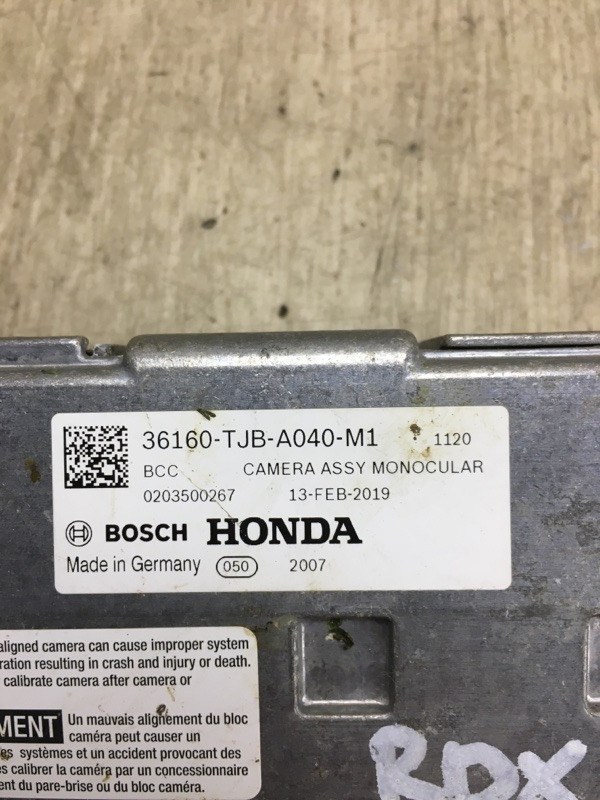 36160-TJB-A040-M1 1120
BCC CAMERA ASSY MONOCULAR
0203500267 13-FEB-2019
BOSCH HONDA
Made in Germany 050 2007
aligned camera can cause improper system
ration resulting in crash and injury or death.
calibrate camera after camera or
MENT Un mauvais alignement du bloc
caméra peut causer un
systèmes et un accident provocant des
calibrer la caméra par un concessionnaire
ent du pare-brise ou du bloc caméra.
RDX